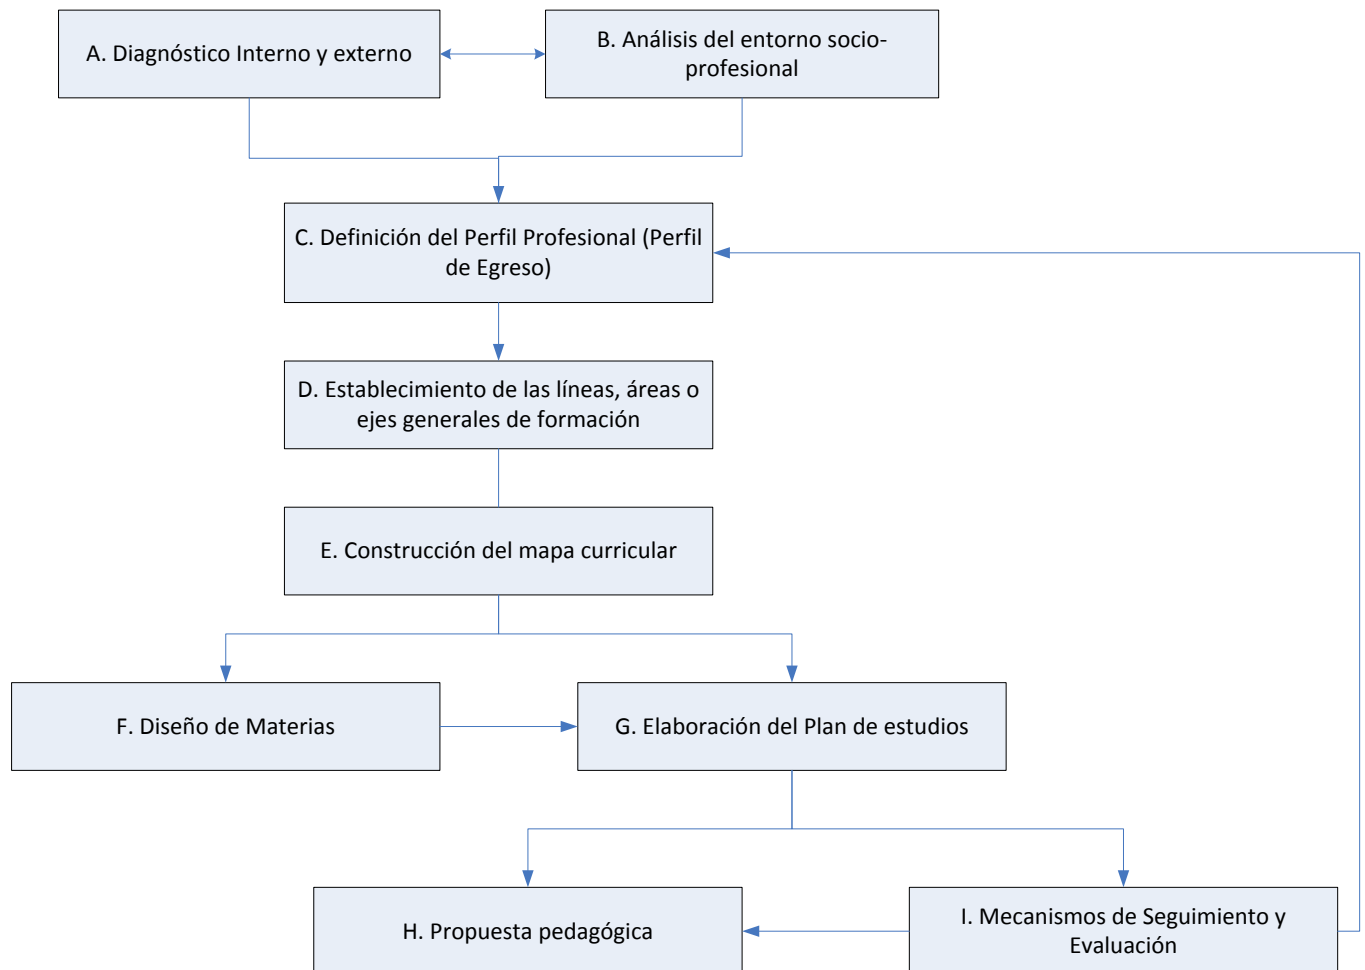 A. Diagnóstico Interno y externo
B. Análisis del entorno socio-
profesional
C. Definición del Perfil Profesional (Perfil
de Egreso)
D. Establecimiento de las líneas, áreas o
ejes generales de formación
E. Construcción del mapa curricular
F. Diseño de Materias
G. Elaboración del Plan de estudios
H. Propuesta pedagógica
I. Mecanismos de Seguimiento y
Evaluación